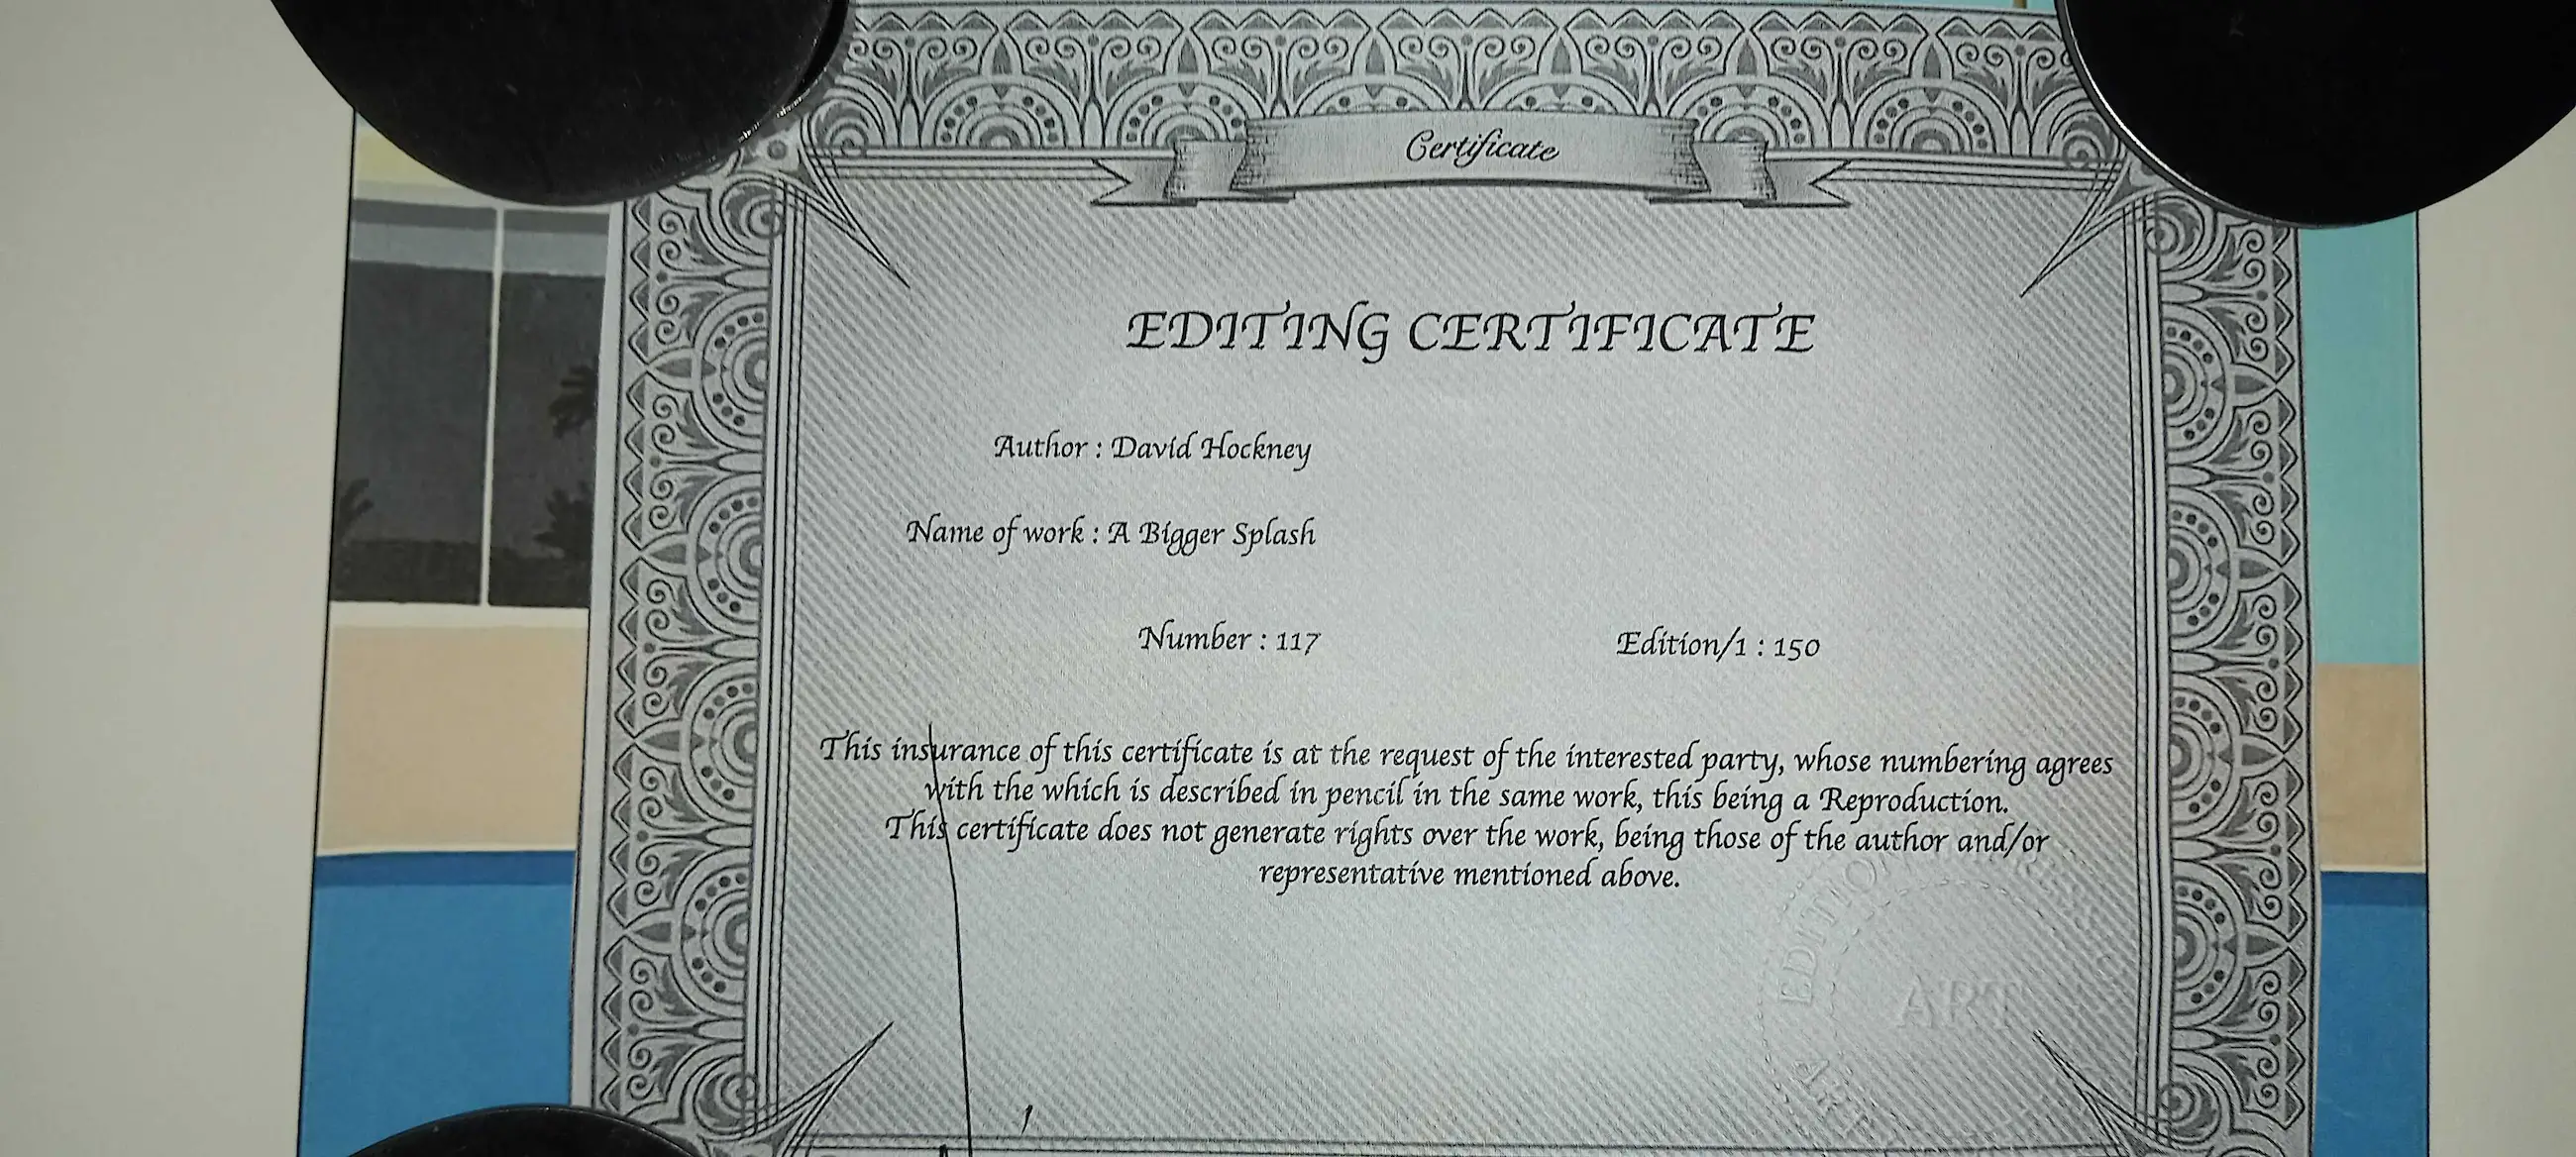 Certificate
EDITING CERTIFICATE
Author : David Hockney
Name of work : A Bigger Splash
Number : 117 Edition/1 : 150
This insurance of this certificate is at the request of the interested party, whose numbering agrees
with the which is described in pencil in the same work, this being a Reproduction.
This certificate does not generate rights over the work, being those of the author and/or
representative mentioned above.
EDITION
ART